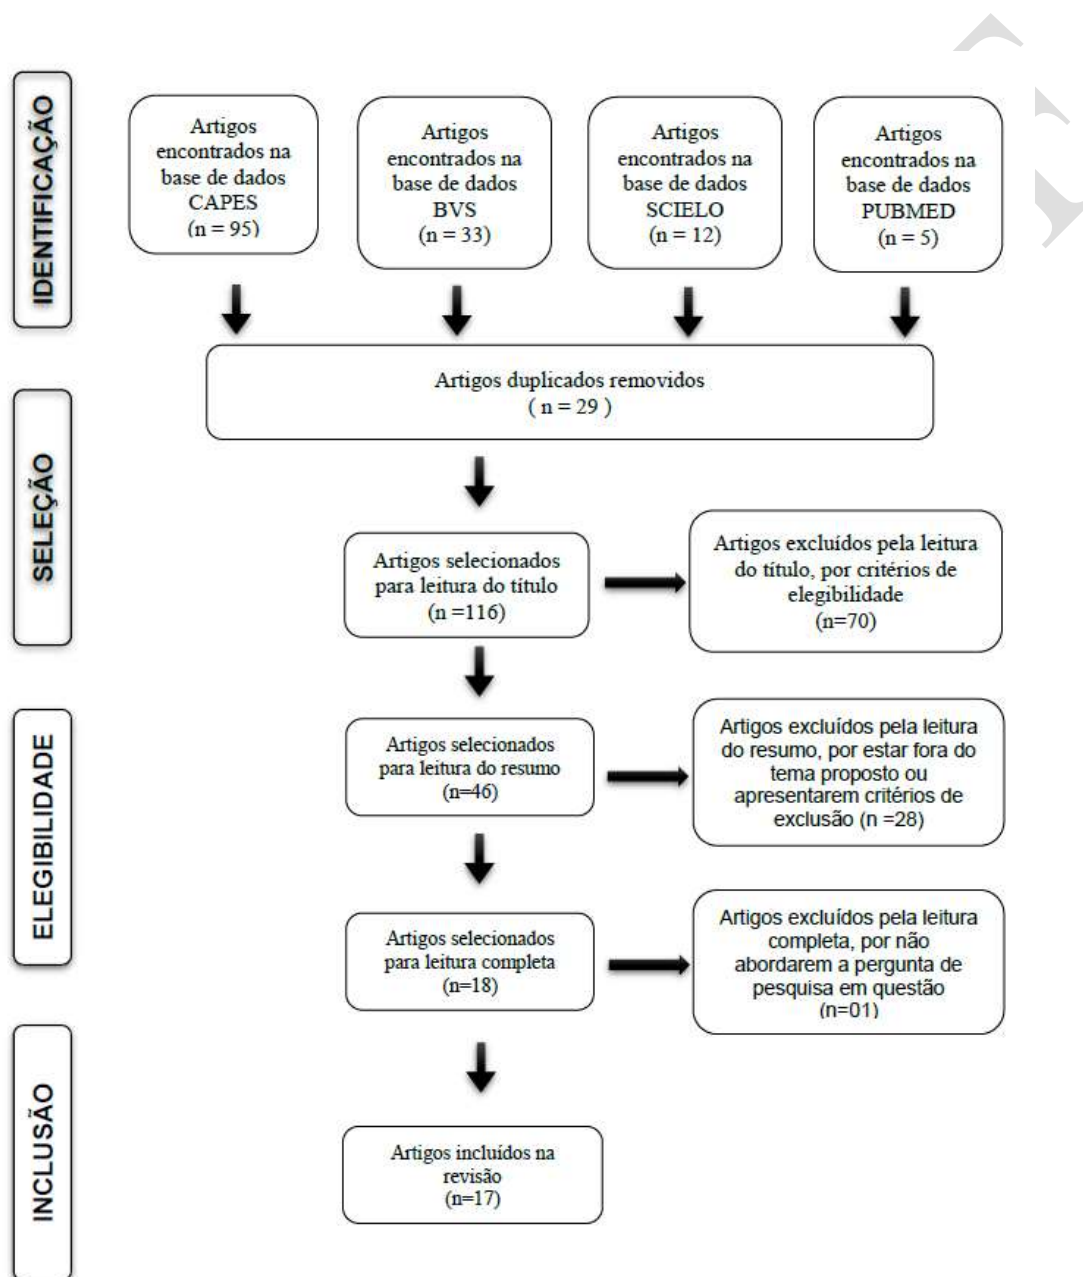 IDENTIFICAÇÃO
Artigos
encontrados na
base de dados
CAPES
(n = 95)
Artigos
encontrados na
base de dados
BVS
(n = 33)
Artigos
encontrados na
base de dados
SCIELO
(n = 12)
Artigos
encontrados na
base de dados
PUBMED
(n = 5)
Artigos duplicados removidos
( n = 29 )
SELEÇÃO
Artigos selecionados
para leitura do título
(n =116)
Artigos excluídos pela leitura
do título, por critérios de
elegibilidade
(n=70)
ELEGIBILIDADE
Artigos selecionados
para leitura do resumo
(n=46)
Artigos excluídos pela leitura
do resumo, por estar fora do
tema proposto ou
apresentarem critérios de
exclusão (n =28)
Artigos selecionados
para leitura completa
(n=18)
Artigos excluídos pela leitura
completa, por não
abordarem a pergunta de
pesquisa em questão
(n=01)
INCLUSÃO
Artigos incluídos na
revisão
(n=17)